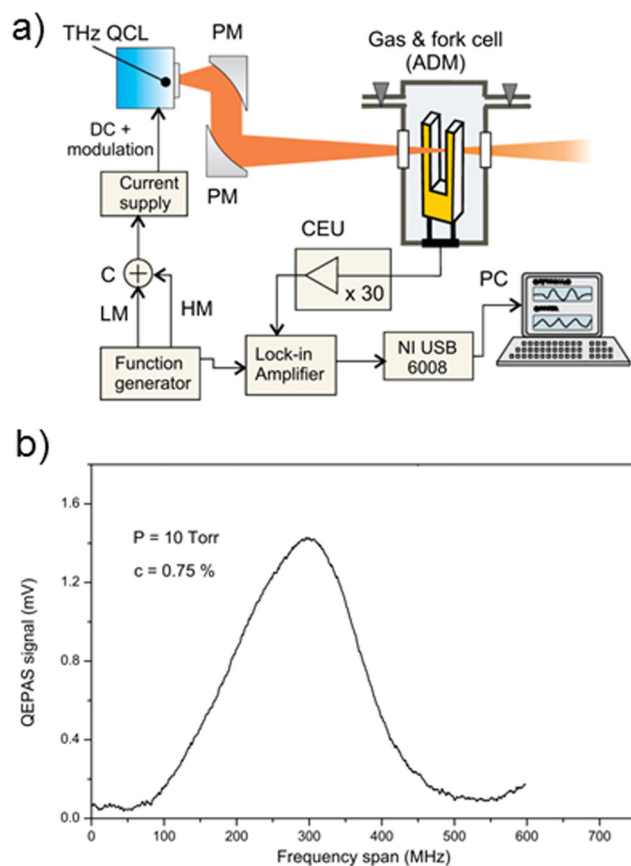 a)
THz QCL
PM
Gas & fork cell
(ADM)
DC +
modulation
PM
Current
supply
CEU
C
+
x 30
PC
LM
HM
Function
generator
Lock-in
Amplifier
NI USB
6008
b)
1.6
P = 10 Torr
c = 0.75 %
1.2
0.8
0.4
0.0
QEPAS signal (mV)
0
100
200
300
400
500
600
700
Frequency span (MHz)